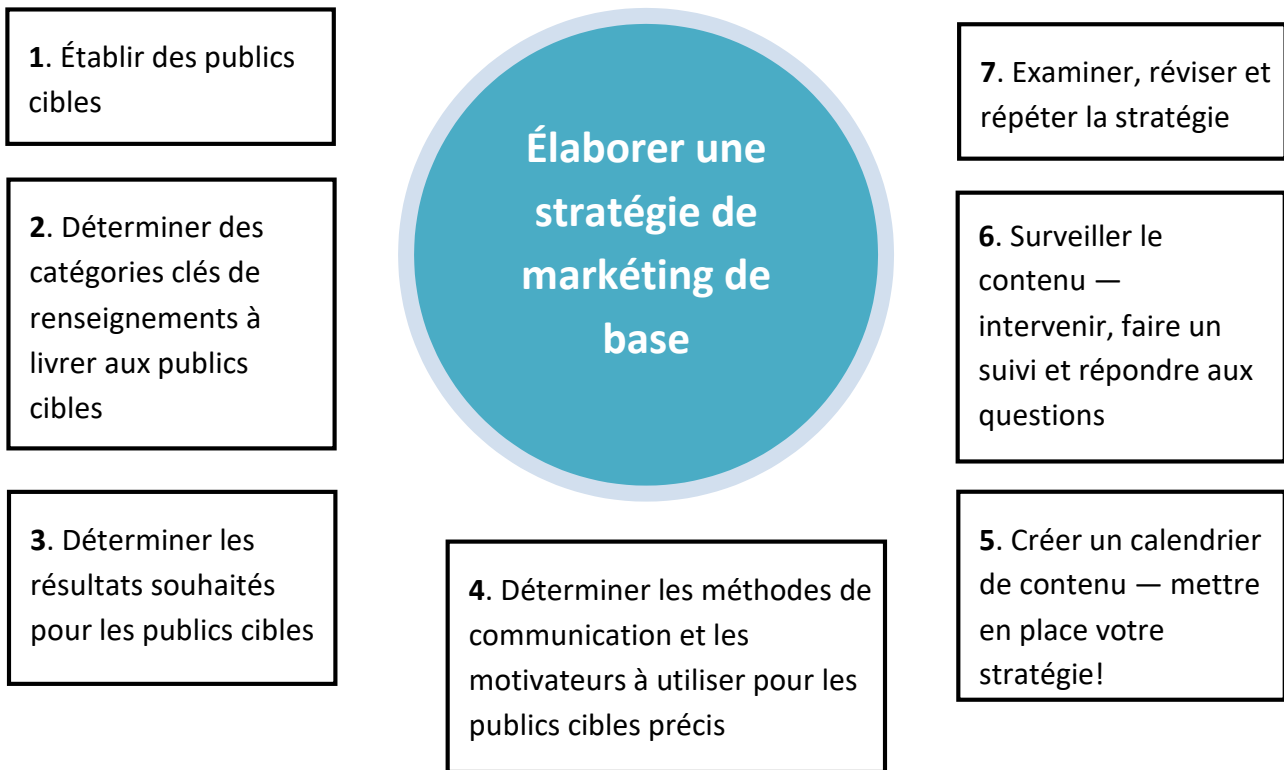 Élaborer une
stratégie de
markéting de
base
1. Établir des publics
cibles
2. Déterminer des
catégories clés de
renseignements à
livrer aux publics
cibles
3. Déterminer les
résultats souhaités
pour les publics cibles
4. Déterminer les méthodes de
communication et les
motivateurs à utiliser pour les
publics cibles précis
5. Créer un calendrier
de contenu — mettre
en place votre
stratégie!
6. Surveiller le
contenu —
intervenir, faire un
suivi et répondre aux
questions
7. Examiner, réviser et
répéter la stratégie